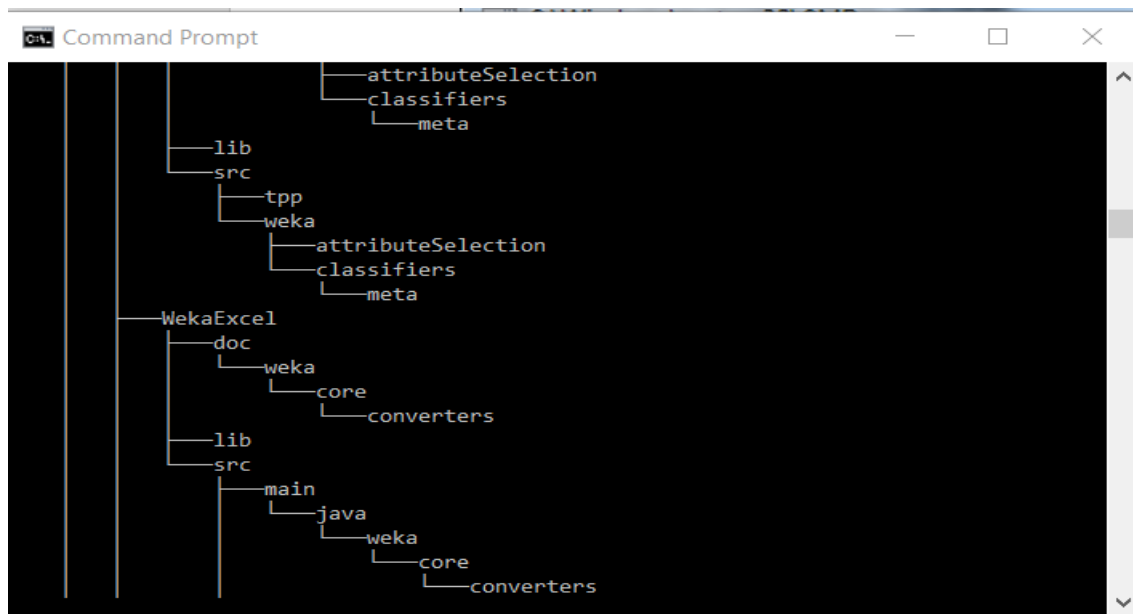 Command Prompt
attributeSelection
classifiers
meta
lib
src
tpp
weka
attributeSelection
classifiers
meta
WekaExcel
doc
weka
core
converters
lib
src
main
java
weka
core
converters